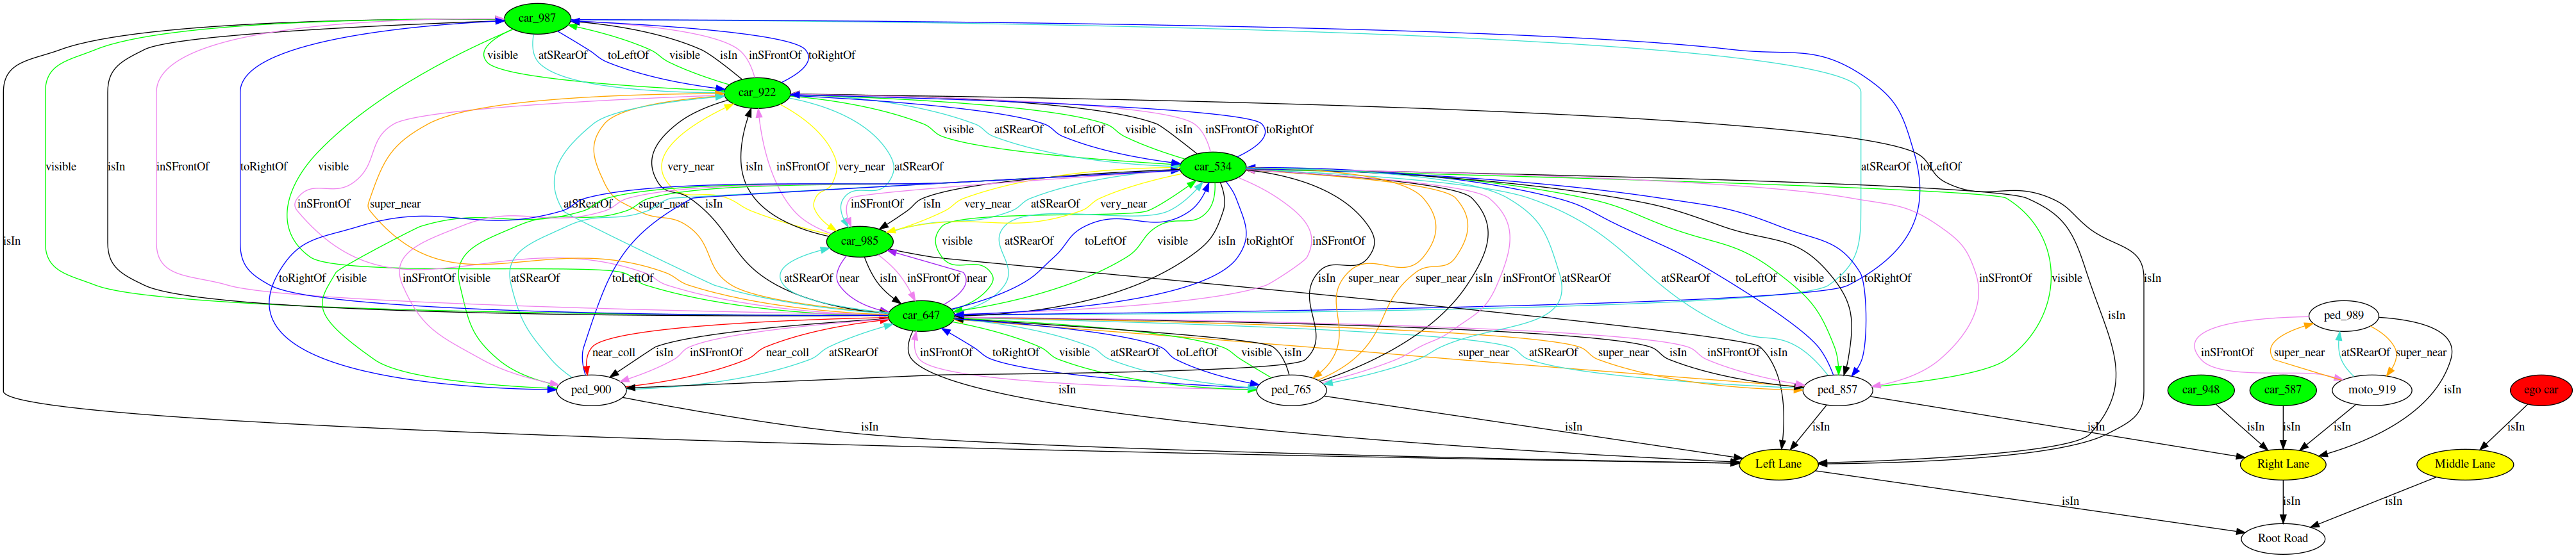 car_987
visible atSRearOf toLeftOf visible isIn inSFrontOf toRightOf
car_922
visible atSRearOf toLeftOf visible isIn inSFrontOf toRightOf
visible isIn inSFrontOf toRightOf visible very_near isIn inSFrontOf very_near atSRearOf car_534 atSRearOf toLeftOf
inSFrontOf super_near atSRearOf super_near isIn inSFrontOf isIn very_near atSRearOf very_near
isIn car_985 visible atSRearOf toLeftOf visible isIn toRightOf inSFrontOf
toRightOf visible inSFrontOf visible atSRearOf toLeftOf atSRearOf near isIn inSFrontOf near isIn super_near super_near isIn inSFrontOf atSRearOf atSRearOf toLeftOf visible isIn toRightOf inSFrontOf visible
car_647 isIn ped_989
near_coll isIn inSFrontOf near_coll atSRearOf inSFrontOf toRightOf visible atSRearOf toLeftOf visible isIn super_near atSRearOf super_near isIn inSFrontOf isIn inSFrontOf super_near atSRearOf super_near
ped_900 isIn ped_765 ped_857 car_948 car_587 moto_919 isIn ego car
isIn isIn isIn isIn isIn isIn isIn isIn
Left Lane Right Lane Middle Lane
isIn isIn isIn
Root Road